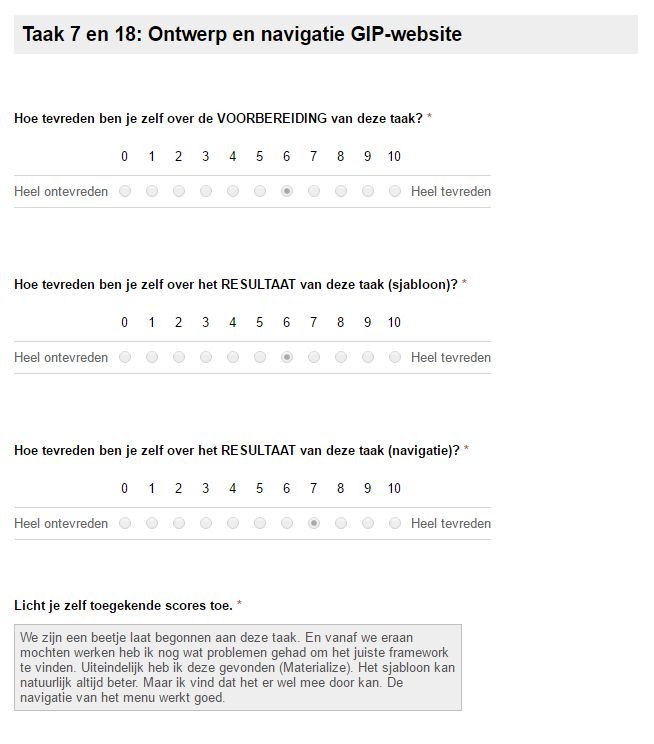 Taak 7 en 18: Ontwerp en navigatie GIP-website
Hoe tevreden ben je zelf over de VOORBEREIDING van deze taak? *
0 1 2 3 4 5 6 7 8 9 10
Heel ontevreden Heel tevreden
Hoe tevreden ben je zelf over het RESULTAAT van deze taak (sjabloon)? *
0 1 2 3 4 5 6 7 8 9 10
Heel ontevreden Heel tevreden
Hoe tevreden ben je zelf over het RESULTAAT van deze taak (navigatie)? *
0 1 2 3 4 5 6 7 8 9 10
Heel ontevreden Heel tevreden
Licht je zelf toegekende scores toe. *
We zijn een beetje laat begonnen aan deze taak. En vanaf we eraan
mochten werken heb ik nog wat problemen gehad om het juiste framework
te vinden. Uiteindelijk heb ik deze gevonden (Materialize). Het sjabloon kan
natuurlijk altijd beter. Maar ik vind dat het er wel mee door kan. De
navigatie van het menu werkt goed.